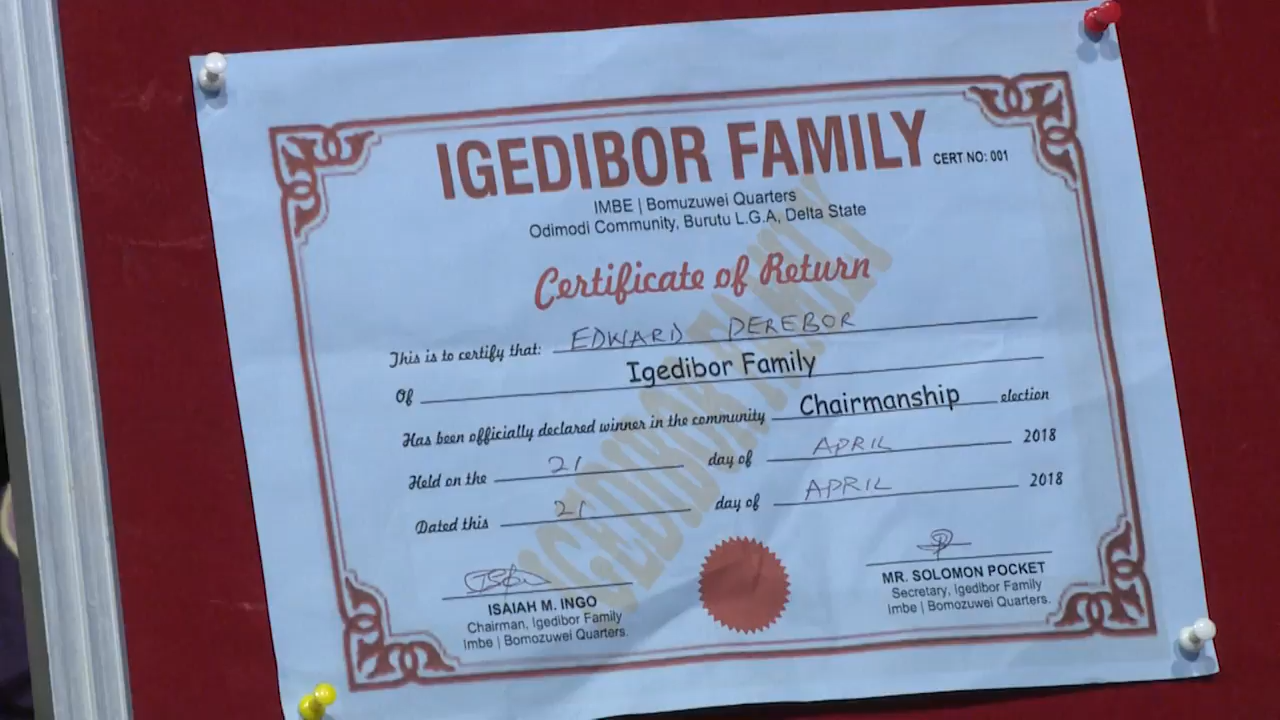 IGEDIBOR FAMILY CERT NO: 001
IMBE | Bomuzuwei Quarters
Odimodi Community, Burutu L.G.A, Delta State
Certificate of Return
This is to certify that: EDWARD DEREBOR
Of Igedibor Family
Has been officially declared winner in the community Chairmanship election
Held on the 21 day of APRIL 2018
Dated this 21 day of APRIL 2018
ISAIAH M. INGO
Chairman, Igedibor Family
Imbe | Bomozuwei Quarters.
MR. SOLOMON POCKET
Secretary, Igedibor Family
Imbe | Bomozuwei Quarters.
IGEDIBOR FAMILY